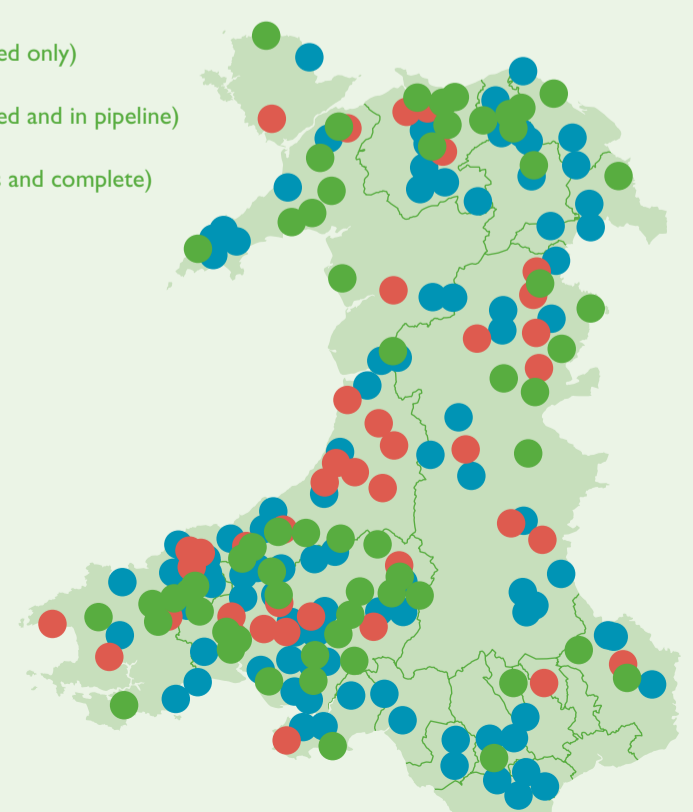 ed only)
ed and in pipeline)
s and complete)